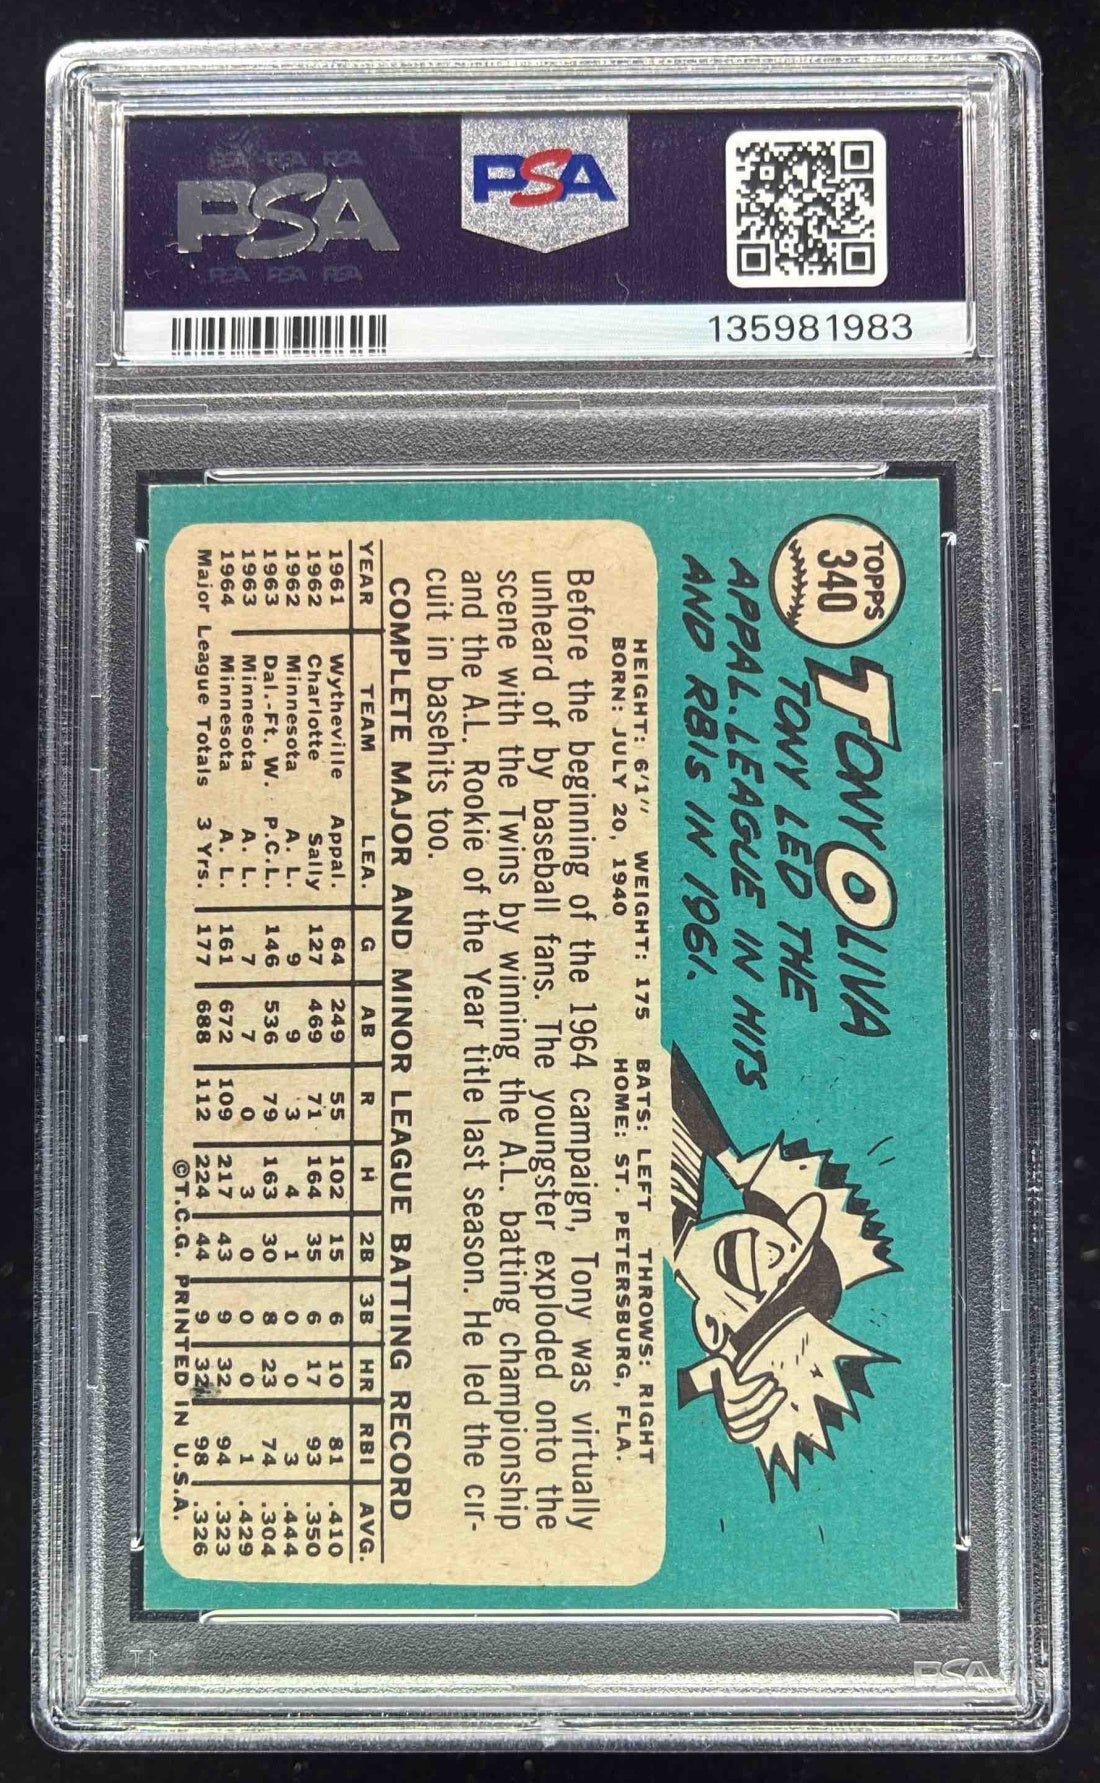 PSA PSA PSA
PSA
PSA PSA PSA
PSA
135981983
TOPPS
340
TONY OLIVA
TONY LED THE
APPAL. LEAGUE IN HITS
AND RBIS IN 1961.
HEIGHT: 6'1" WEIGHT: 175 BATS: LEFT THROWS: RIGHT
BORN: JULY 20, 1940 HOME: ST. PETERSBURG, FLA.
Before the beginning of the 1964 campaign, Tony was virtually
unheard of by baseball fans. The youngster exploded onto the
scene with the Twins by winning the A.L. batting championship
and the A.L. Rookie of the Year title last season. He led the cir-
cuit in basehits too.
COMPLETE MAJOR AND MINOR LEAGUE BATTING RECORD
YEAR TEAM LEA. G AB R H 2B 3B HR RBI AVG.
1961 Wytheville Appal. 64 249 55 102 15 6 10 81 .410
1962 Charlotte Sally 127 469 71 164 35 6 17 93 .350
1962 Minnesota A. L. 9 9 3 4 1 0 0 3 .444
1963 Dal.-Ft. W. P.C.L. 146 536 79 163 30 8 23 74 .304
1963 Minnesota A. L. 7 7 0 3 0 0 0 1 .429
1964 Minnesota A. L. 161 672 109 217 43 9 32 94 .323
Major League Totals 3 Yrs. 177 688 112 224 44 9 32 98 .326
©T.C.G. PRINTED IN U.S.A.
PSA